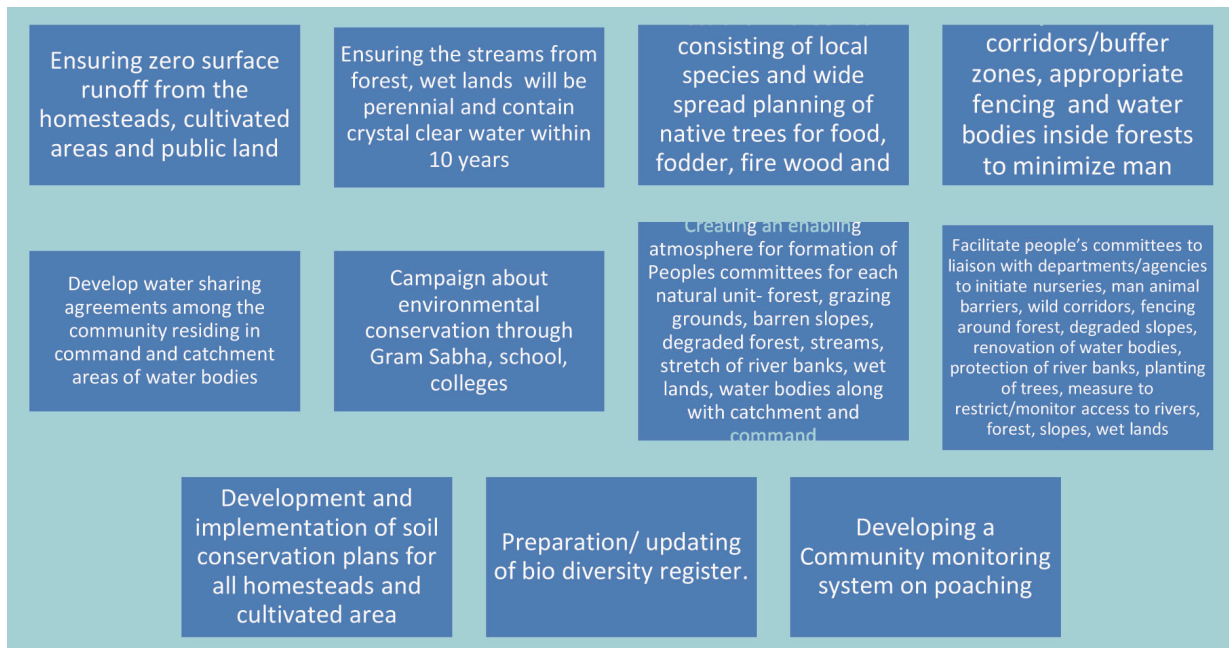 Ensuring zero surface
runoff from the
homesteads, cultivated
areas and public land
Ensuring the streams from
forest, wet lands will be
perennial and contain
crystal clear water within
10 years
consisting of local
species and wide
spread planning of
native trees for food,
fodder, fire wood and
corridors/buffer
zones, appropriate
fencing and water
bodies inside forests
to minimize man
Develop water sharing
agreements among the
community residing in
command and catchment
areas of water bodies
Campaign about
environmental
conservation through
Gram Sabha, school,
colleges
Creating an enabling
atmosphere for formation of
Peoples committees for each
natural unit- forest, grazing
grounds, barren slopes,
degraded forest, streams,
stretch of river banks, wet
lands, water bodies along
with catchment and
command
Facilitate people's committees to
liaison with departments/agencies
to initiate nurseries, man animal
barriers, wild corridors, fencing
around forest, degraded slopes,
renovation of water bodies,
protection of river banks, planting
of trees, measure to
restrict/monitor access to rivers,
forest, slopes, wet lands
Development and
implementation of soil
conservation plans for
all homesteads and
cultivated area
Preparation/ updating
of bio diversity register.
Developing a
Community monitoring
system on poaching